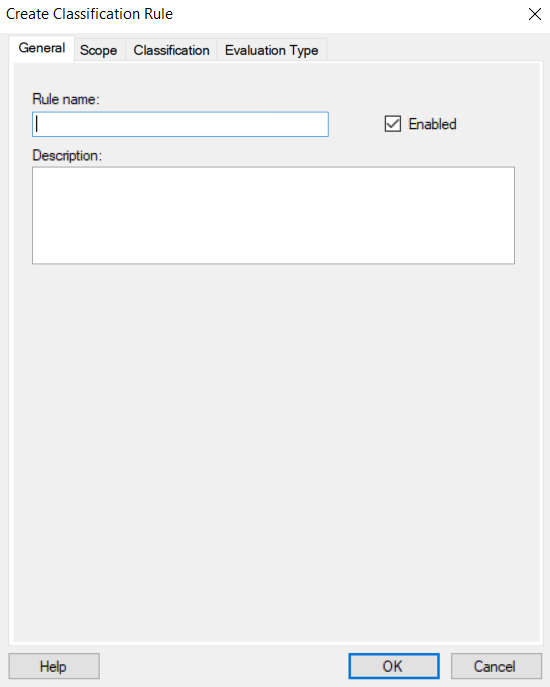 Create Classification Rule
General Scope Classification Evaluation Type
Rule name:
Enabled
Description:
Help OK Cancel